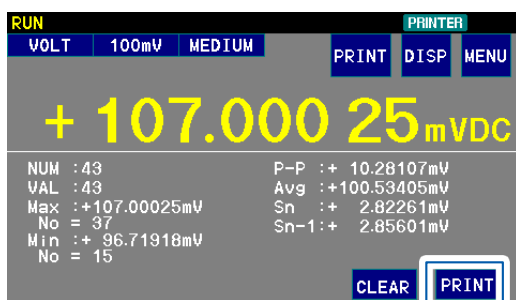 RUN PRINTER
VOLT 100mV MEDIUM PRINT DISP MENU
+ 107.000 25 mVDC
NUM :43 P-P :+ 10.28107mV
VAL :43 Avg :+100.53405mV
Max :+107.00025mV Sn :+ 2.82261mV
No = 37 Sn-1:+ 2.85601mV
Min :+ 96.71918mV
No = 15
CLEAR PRINT